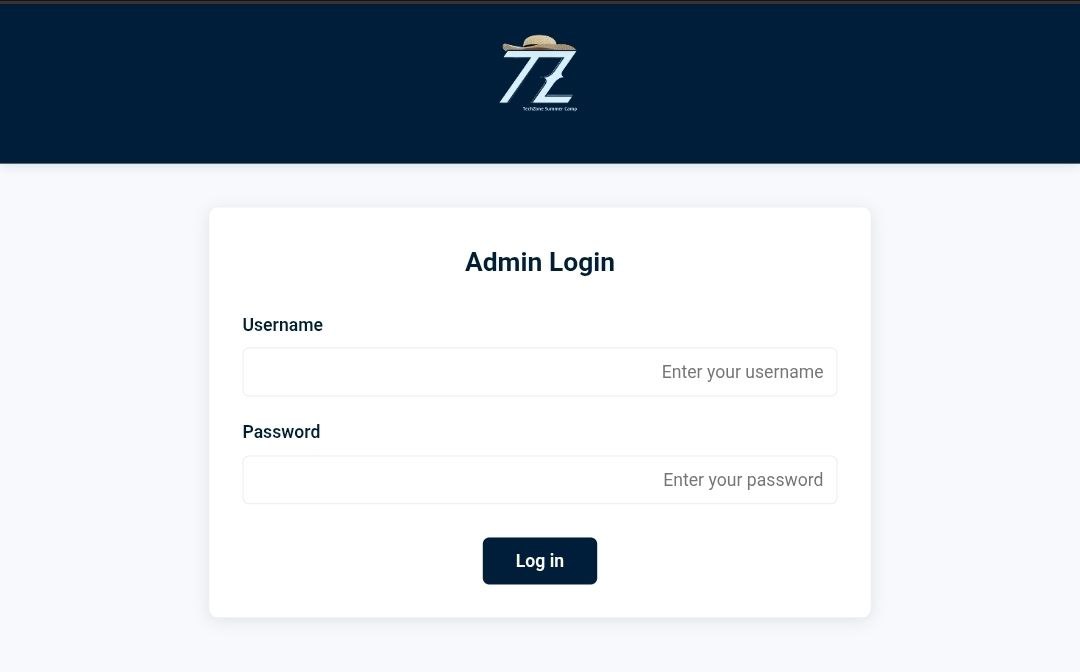 TZ
TechZone Summer Camp
Admin Login
Username
Enter your username
Password
Enter your password
Log in